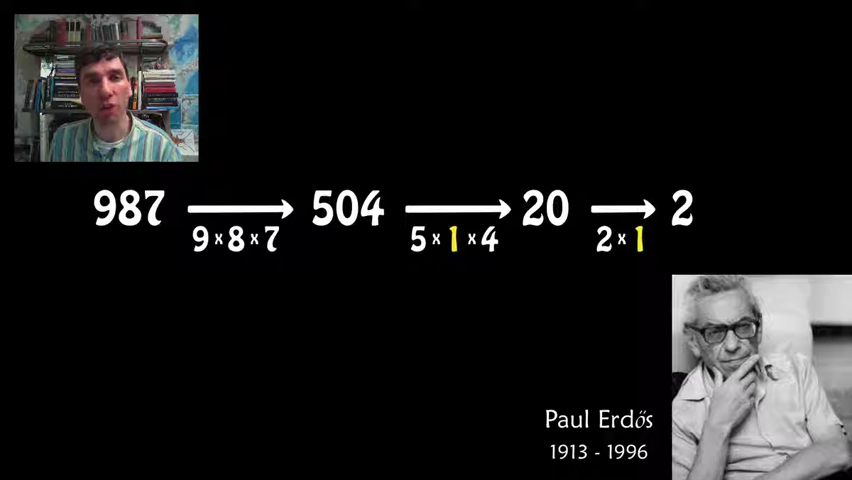 987 → 504 → 20 → 2
9×8×7 5×1×4 2×1
Paul Erdős
1913 - 1996